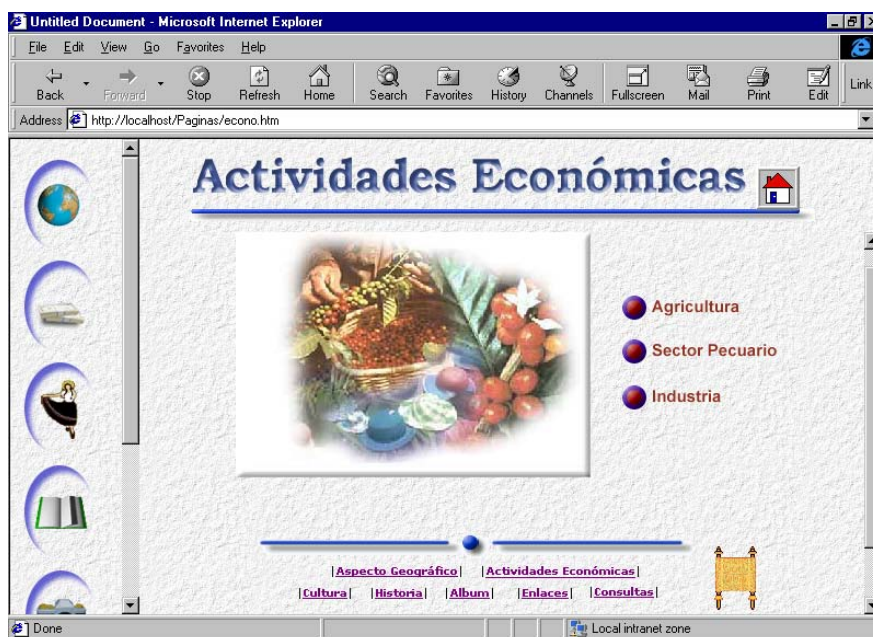 Untitled Document - Microsoft Internet Explorer
File Edit View Go Favorites Help
Back Forward Stop Refresh Home Search Favorites History Channels Fullscreen Mail Print Edit Link
Address http://localhost/Paginas/econo.htm
Actividades Económicas
Agricultura
Sector Pecuario
Industria
|Aspecto Geográfico| |Actividades Económicas|
|Cultura| |Historia| |Album| |Enlaces| |Consultas|
Done Local intranet zone